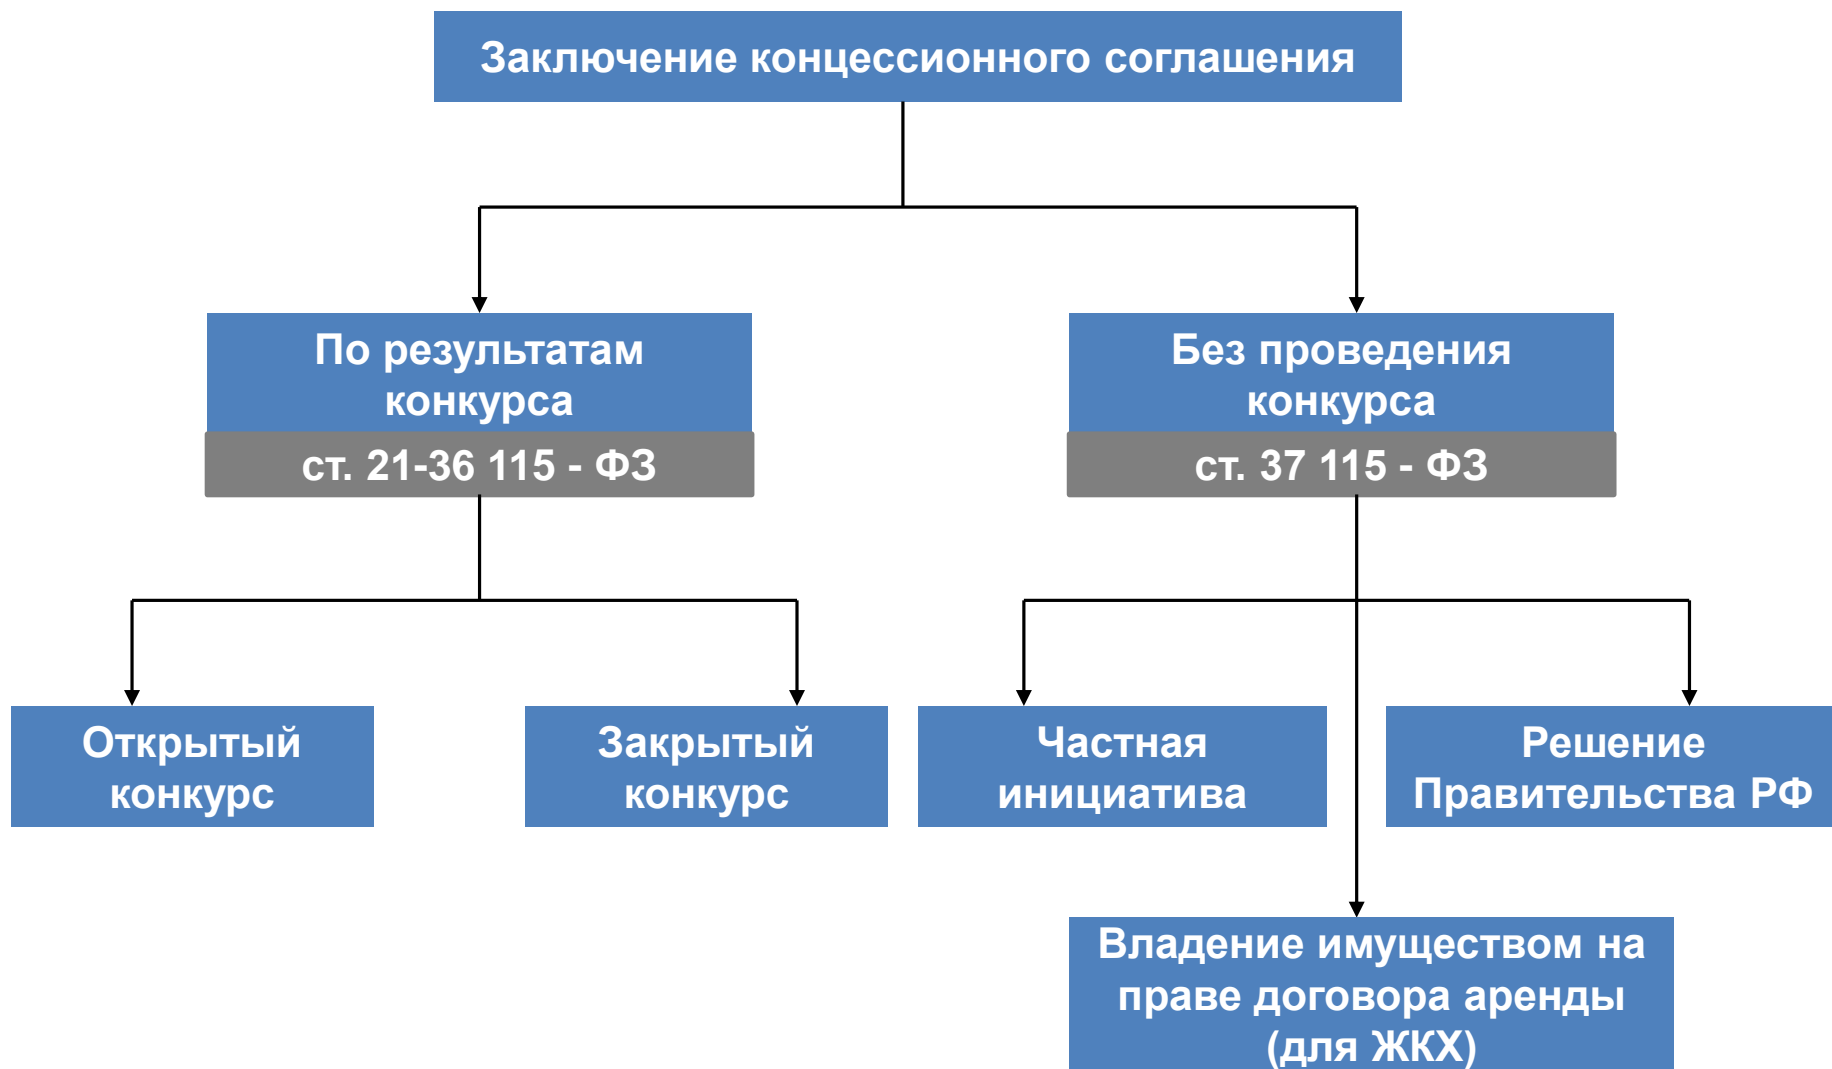 Заключение концессионного соглашения
По результатам
конкурса
ст. 21-36 115 - ФЗ
Без проведения
конкурса
ст. 37 115 - ФЗ
Открытый
конкурс
Закрытый
конкурс
Частная
инициатива
Решение
Правительства РФ
Владение имуществом на
праве договора аренды
(для ЖКХ)